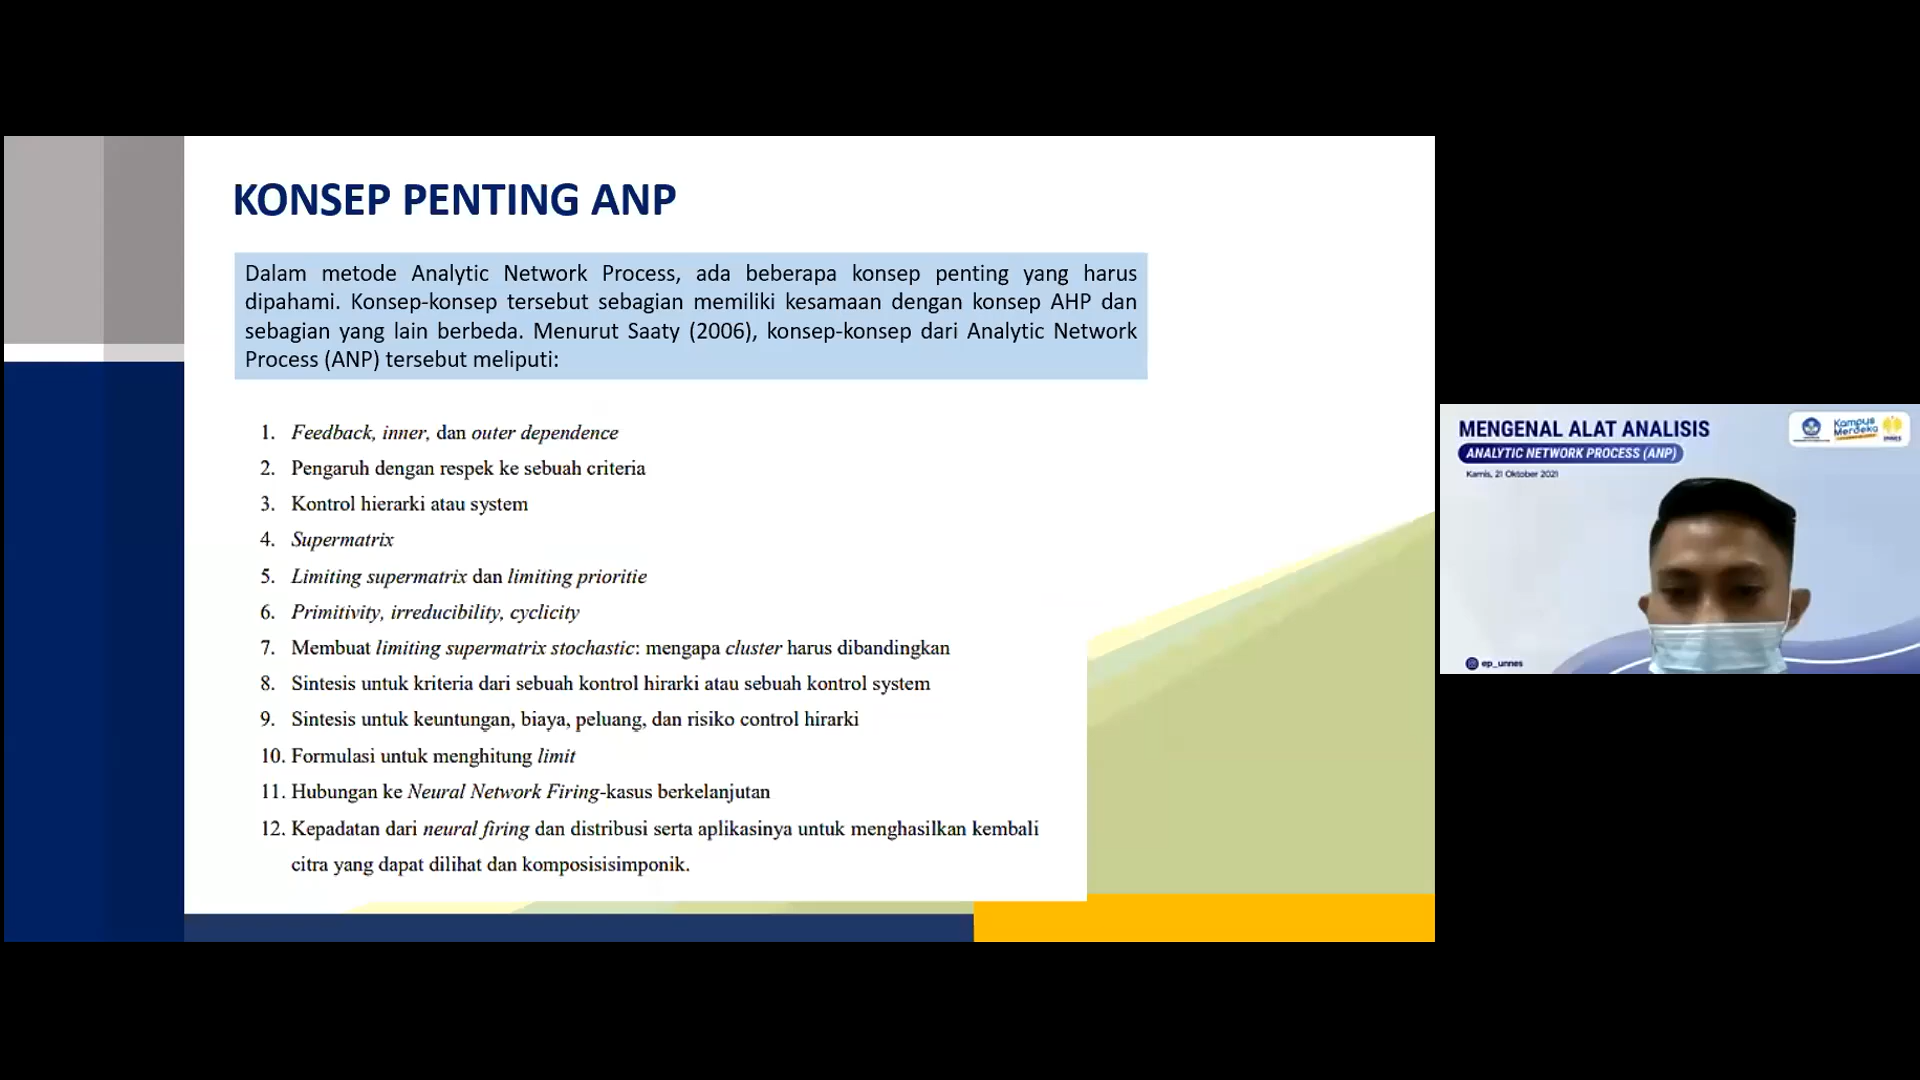 KONSEP PENTING ANP
Dalam metode Analytic Network Process, ada beberapa konsep penting yang harus
dipahami. Konsep-konsep tersebut sebagian memiliki kesamaan dengan konsep AHP dan
sebagian yang lain berbeda. Menurut Saaty (2006), konsep-konsep dari Analytic Network
Process (ANP) tersebut meliputi:
1. Feedback, inner, dan outer dependence
2. Pengaruh dengan respek ke sebuah criteria
3. Kontrol hierarki atau system
4. Supermatrix
5. Limiting supermatrix dan limiting prioritie
6. Primitivity, irreducibility, cyclicity
7. Membuat limiting supermatrix stochastic: mengapa cluster harus dibandingkan
8. Sintesis untuk kriteria dari sebuah kontrol hirarki atau sebuah kontrol system
9. Sintesis untuk keuntungan, biaya, peluang, dan risiko control hirarki
10. Formulasi untuk menghitung limit
11. Hubungan ke Neural Network Firing-kasus berkelanjutan
12. Kepadatan dari neural firing dan distribusi serta aplikasinya untuk menghasilkan kembali
citra yang dapat dilihat dan komposisisimponik.
MENGENAL ALAT ANALISIS
ANALYTIC NETWORK PROCESS (ANP)
Kamis, 21 Oktober 2021
Kampus
Merdeka
UNNES
ep_unnes